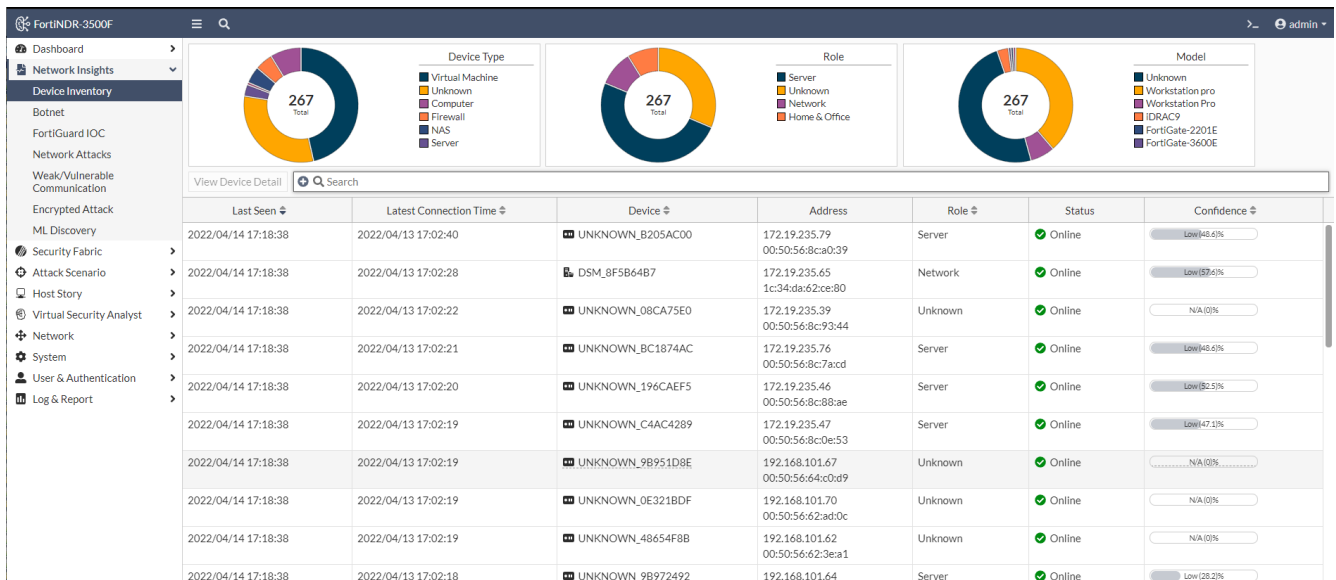 FortiNDR-3500F
>_ admin
Dashboard
Network Insights
Device Inventory
Botnet
FortiGuard IOC
Network Attacks
Weak/Vulnerable
Communication
Encrypted Attack
ML Discovery
Security Fabric
Attack Scenario
Host Story
Virtual Security Analyst
Network
System
User & Authentication
Log & Report
267
Total
Device Type
Virtual Machine
Unknown
Computer
Firewall
NAS
Server
267
Total
Role
Server
Unknown
Network
Home & Office
267
Total
Model
Unknown
Workstation pro
Workstation Pro
iDRAC9
FortiGate-2201E
FortiGate-3600E
View Device Detail Search
Last Seen Latest Connection Time Device Address Role Status Confidence
2022/04/14 17:18:38 2022/04/13 17:02:40 UNKNOWN_B205AC00 172.19.235.79 Server Online Low (48.6)%
00:50:56:8c:a0:39
2022/04/14 17:18:38 2022/04/13 17:02:28 DSM_8F5B64B7 172.19.235.65 Network Online Low (57.6)%
1c:34:da:62:ce:80
2022/04/14 17:18:38 2022/04/13 17:02:22 UNKNOWN_08CA75E0 172.19.235.39 Unknown Online N/A (0)%
00:50:56:8c:93:44
2022/04/14 17:18:38 2022/04/13 17:02:21 UNKNOWN_BC1874AC 172.19.235.76 Server Online Low (48.6)%
00:50:56:8c:7a:cd
2022/04/14 17:18:38 2022/04/13 17:02:20 UNKNOWN_196CAEF5 172.19.235.46 Server Online Low (52.5)%
00:50:56:8c:88:ae
2022/04/14 17:18:38 2022/04/13 17:02:19 UNKNOWN_C4AC4289 172.19.235.47 Server Online Low (47.1)%
00:50:56:8c:0e:53
2022/04/14 17:18:38 2022/04/13 17:02:19 UNKNOWN_9B951D8E 192.168.101.67 Unknown Online N/A (0)%
00:50:56:64:c0:d9
2022/04/14 17:18:38 2022/04/13 17:02:19 UNKNOWN_0E321BDF 192.168.101.70 Unknown Online N/A (0)%
00:50:56:62:ad:0c
2022/04/14 17:18:38 2022/04/13 17:02:19 UNKNOWN_48654F8B 192.168.101.62 Unknown Online N/A (0)%
00:50:56:62:3e:a1
2022/04/14 17:18:38 2022/04/13 17:02:18 UNKNOWN_9B972492 192.168.101.64 Server Online Low (28.2)%